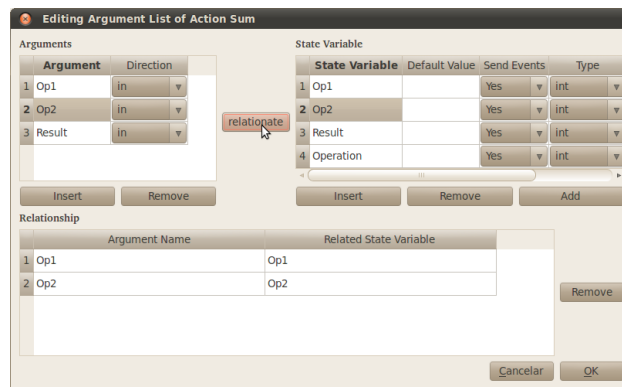 Editing Argument List of Action Sum
Arguments
Argument Direction
1 Op1 in
2 Op2 in
3 Result in
Insert Remove
relationate
State Variable
State Variable Default Value Send Events Type
1 Op1 Yes int
2 Op2 Yes int
3 Result Yes int
4 Operation Yes int
Insert Remove Add
Relationship
Argument Name Related State Variable
1 Op1 Op1
2 Op2 Op2
Remove
Cancelar OK